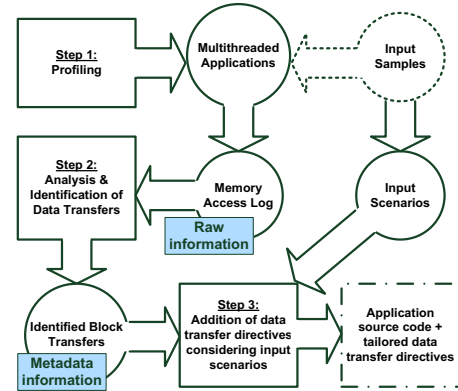 Step 1:
Profiling
Multithreaded
Applications
Input
Samples
Step 2:
Analysis &
Identification of
Data Transfers
Memory
Access Log
Raw
information
Input
Scenarios
Identified Block
Transfers
Metadata
information
Step 3:
Addition of data
transfer directives
considering input
scenarios
Application
source code +
tailored data
transfer directives